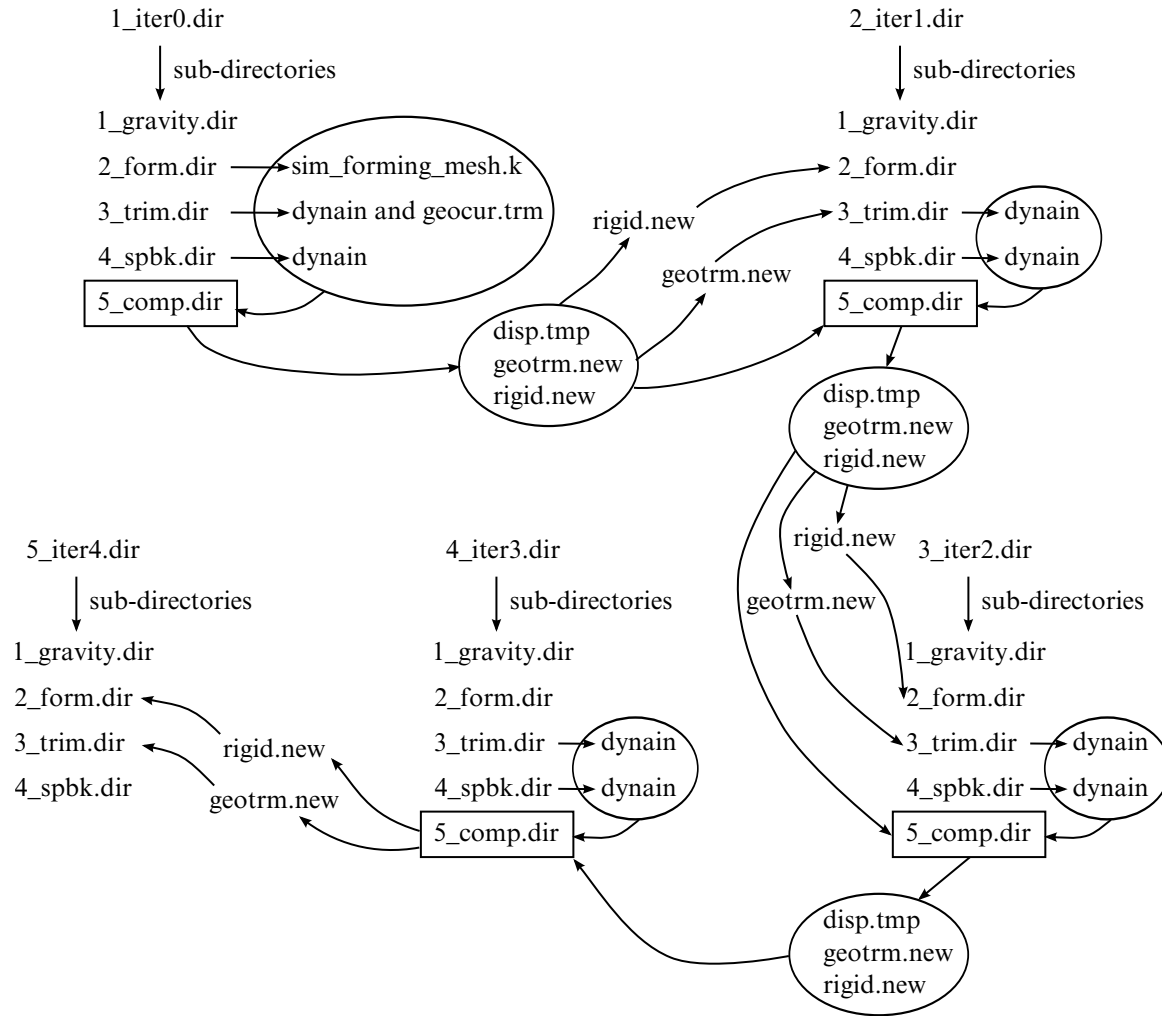 1_iter0.dir
sub-directories
1_gravity.dir
2_form.dir
sim_forming_mesh.k
3_trim.dir
dynain and geocur.trm
4_spbk.dir
dynain
5_comp.dir
disp.tmp
geotrm.new
rigid.new
rigid.new
geotrm.new
2_iter1.dir
sub-directories
1_gravity.dir
2_form.dir
3_trim.dir
dynain
4_spbk.dir
dynain
5_comp.dir
disp.tmp
geotrm.new
rigid.new
rigid.new
geotrm.new
3_iter2.dir
sub-directories
1_gravity.dir
2_form.dir
3_trim.dir
dynain
4_spbk.dir
dynain
5_comp.dir
disp.tmp
geotrm.new
rigid.new
4_iter3.dir
sub-directories
1_gravity.dir
2_form.dir
3_trim.dir
dynain
4_spbk.dir
dynain
5_comp.dir
rigid.new
geotrm.new
5_iter4.dir
sub-directories
1_gravity.dir
2_form.dir
3_trim.dir
4_spbk.dir